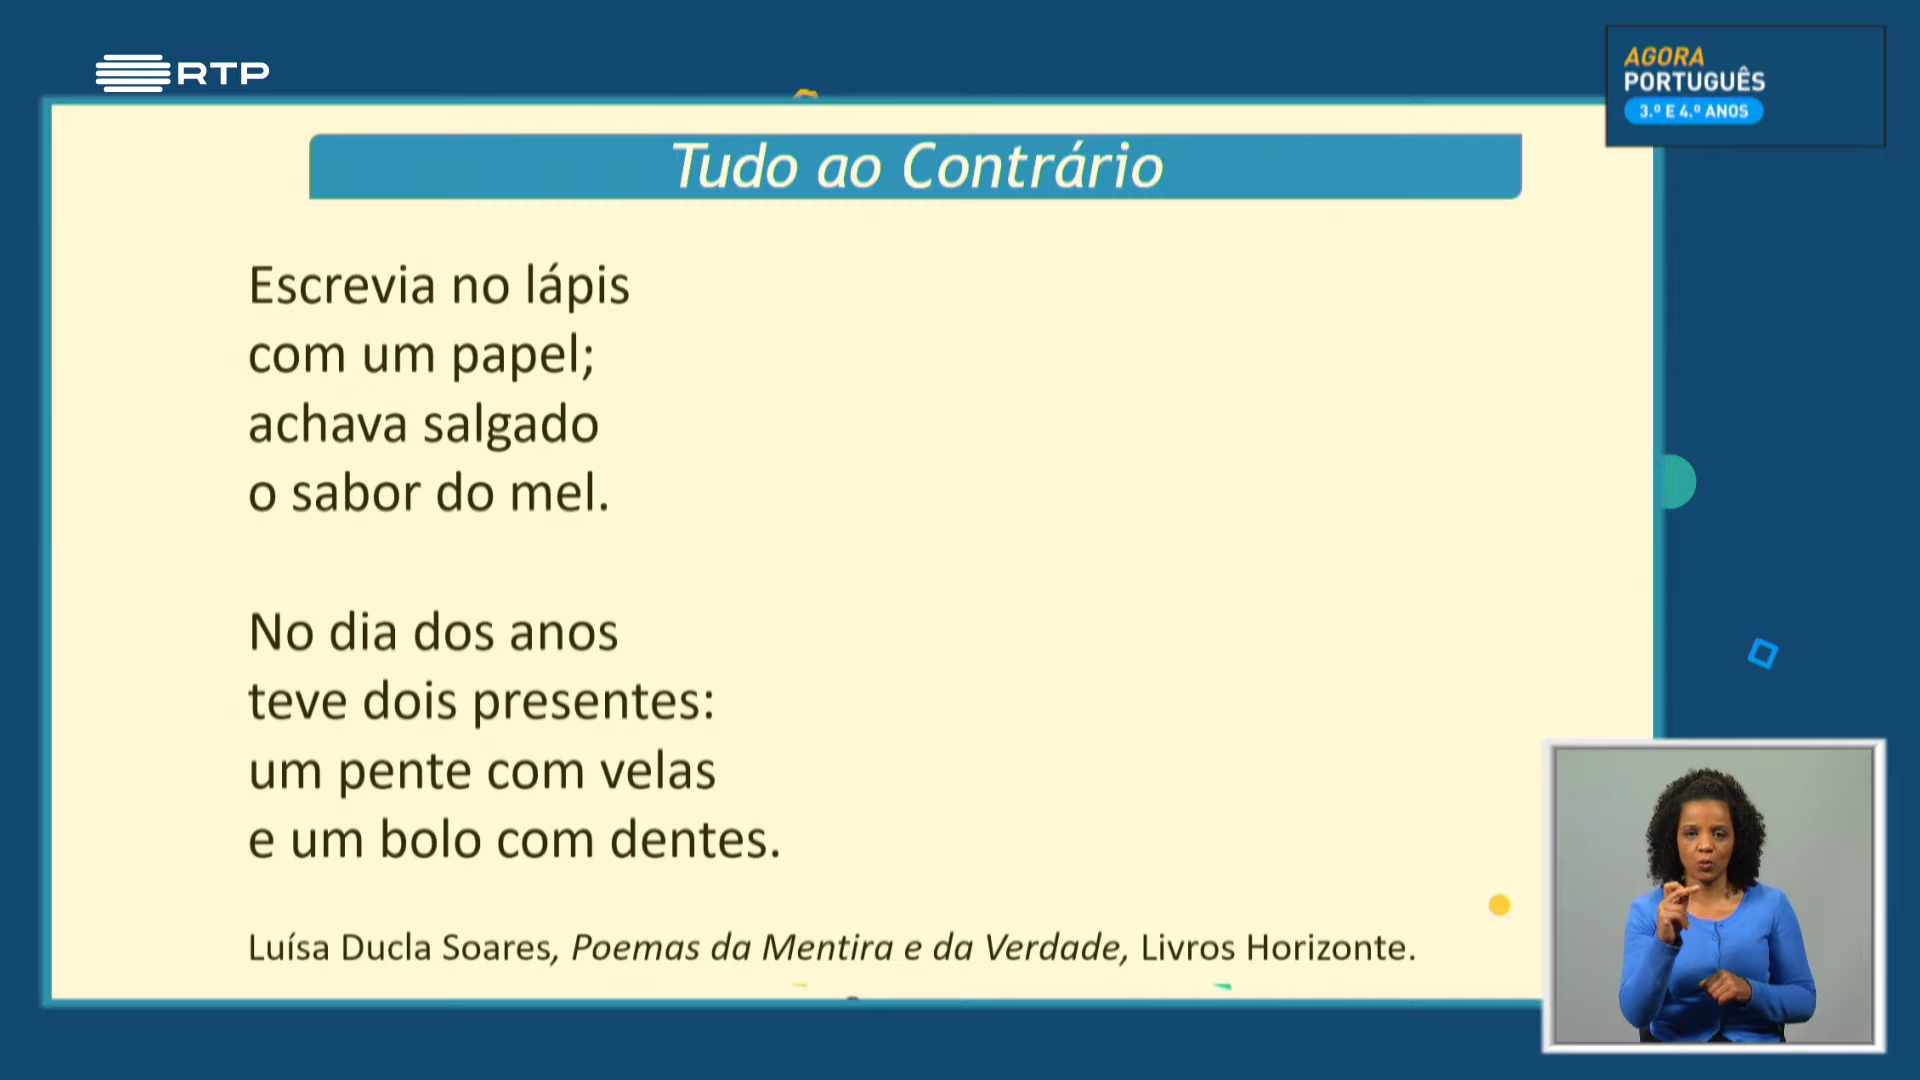 RTP
AGORA
PORTUGUÊS
3.º E 4.º ANOS
Tudo ao Contrário
Escrevia no lápis
com um papel;
achava salgado
o sabor do mel.
No dia dos anos
teve dois presentes:
um pente com velas
e um bolo com dentes.
Luísa Ducla Soares, Poemas da Mentira e da Verdade, Livros Horizonte.